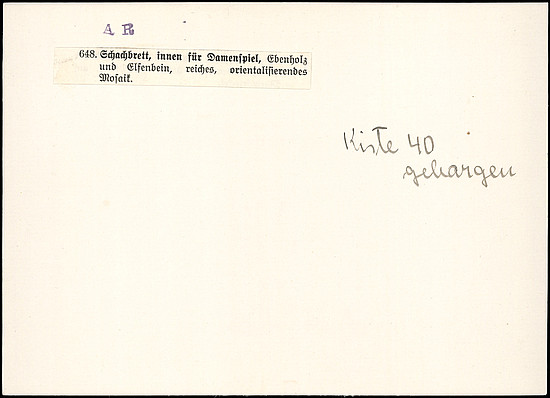 A R
648. Schachbrett, innen für Damenspiel, Ebenholz
und Elfenbein, reiches, orientalisierendes
Mosaik.
Kiste 40
geborgen